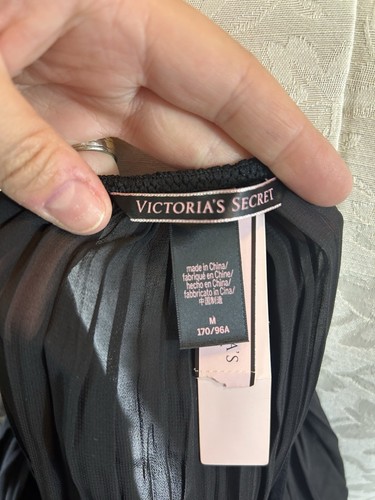 VICTORIA'S SECRET
made in China/
fabriqué en Chine/
hecho en China/
fabbricato in Cina/
中国制造
M
170/96A
A'S